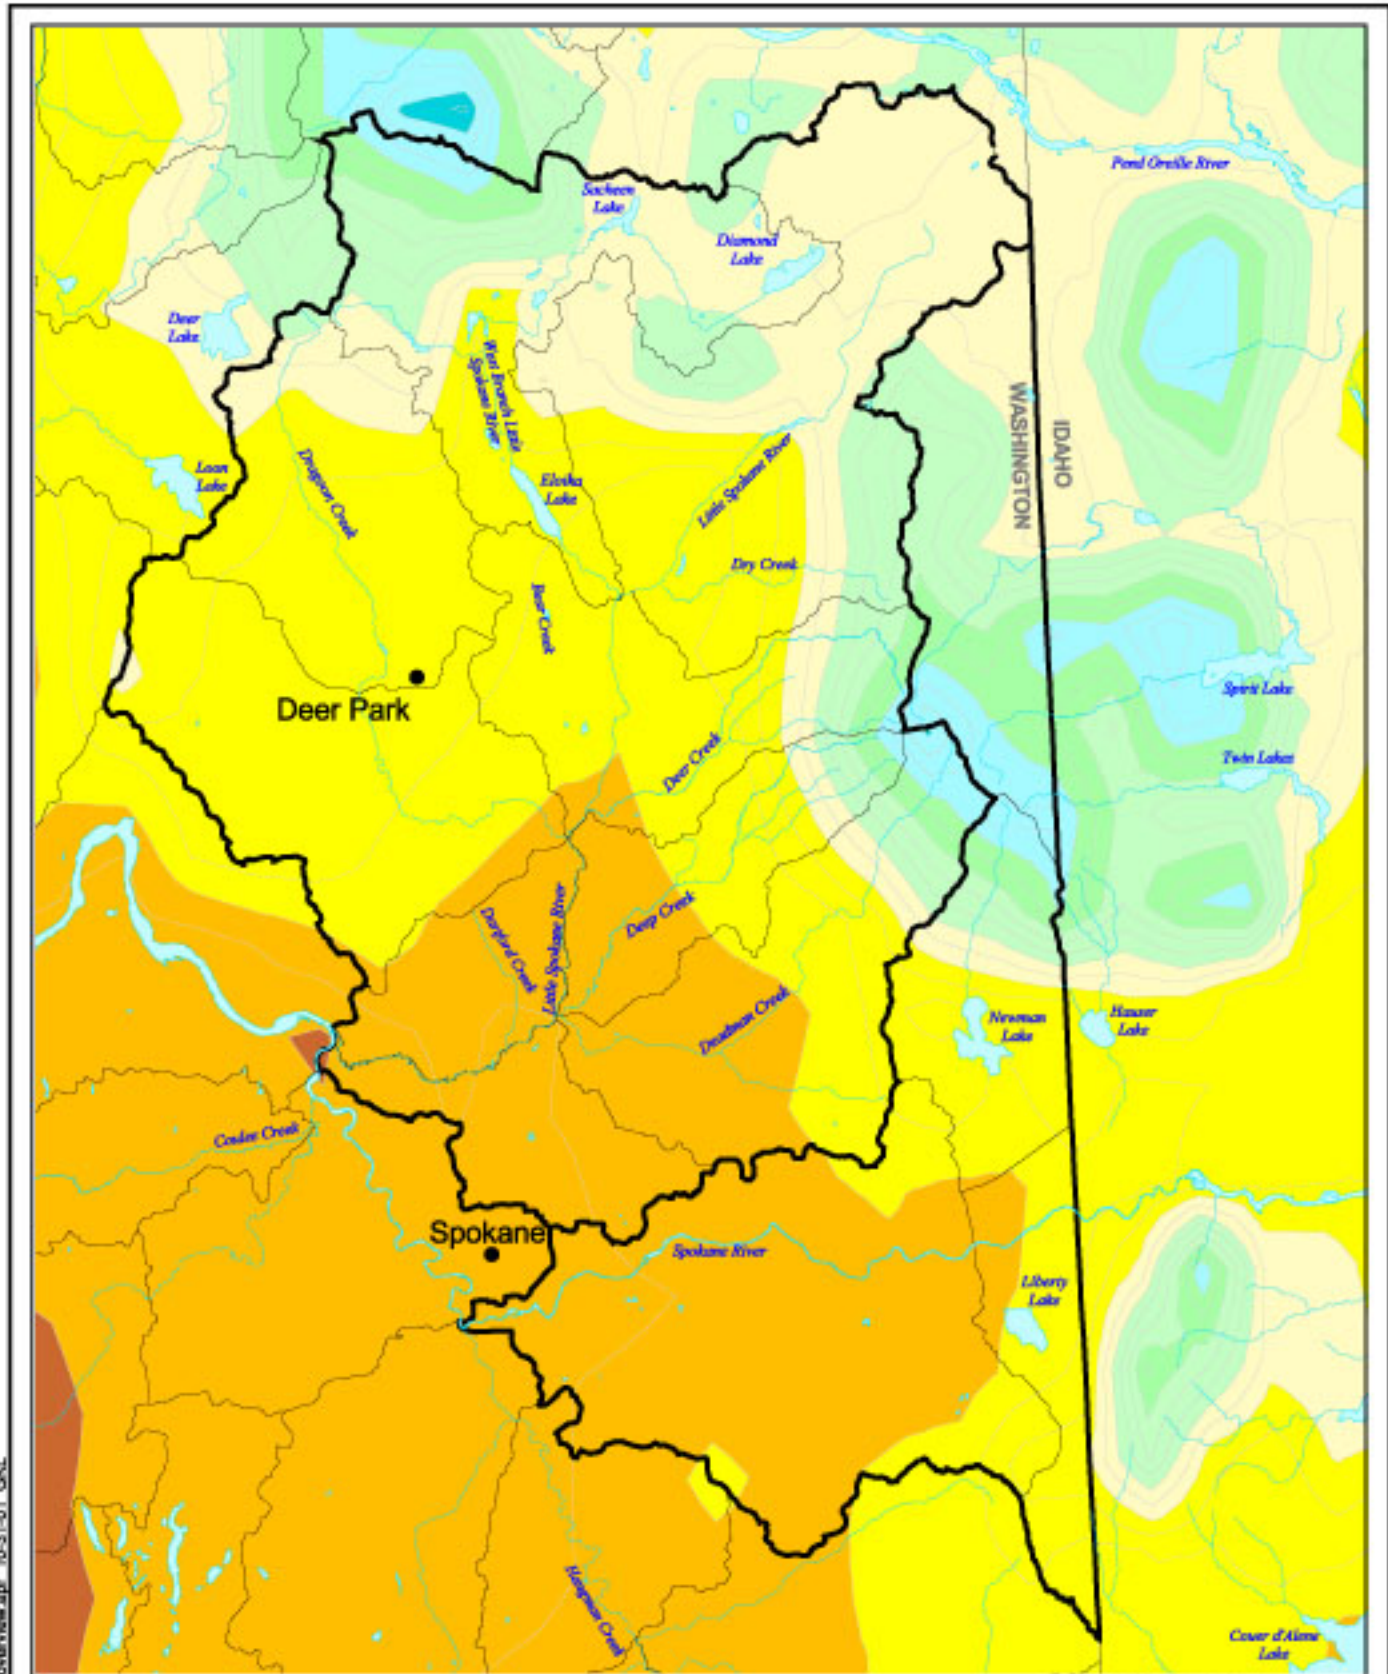 Pend Oreille River
Sacheen
Lake
Diamond
Lake
Deer
Lake
West Branch Little
Spokane River
WASHINGTON
IDAHO
Loon
Lake
Dragoon Creek
Eloika
Lake
Little Spokane River
Dry Creek
Bear Creek
Spirit Lake
Deer Park
Deer Creek
Twin Lakes
Dartford Creek
Little Spokane River
Deep Creek
Deadman Creek
Newman
Lake
Hauser
Lake
Coulee Creek
Spokane
Spokane River
Liberty
Lake
Hangman Creek
Couer d'Alene
Lake